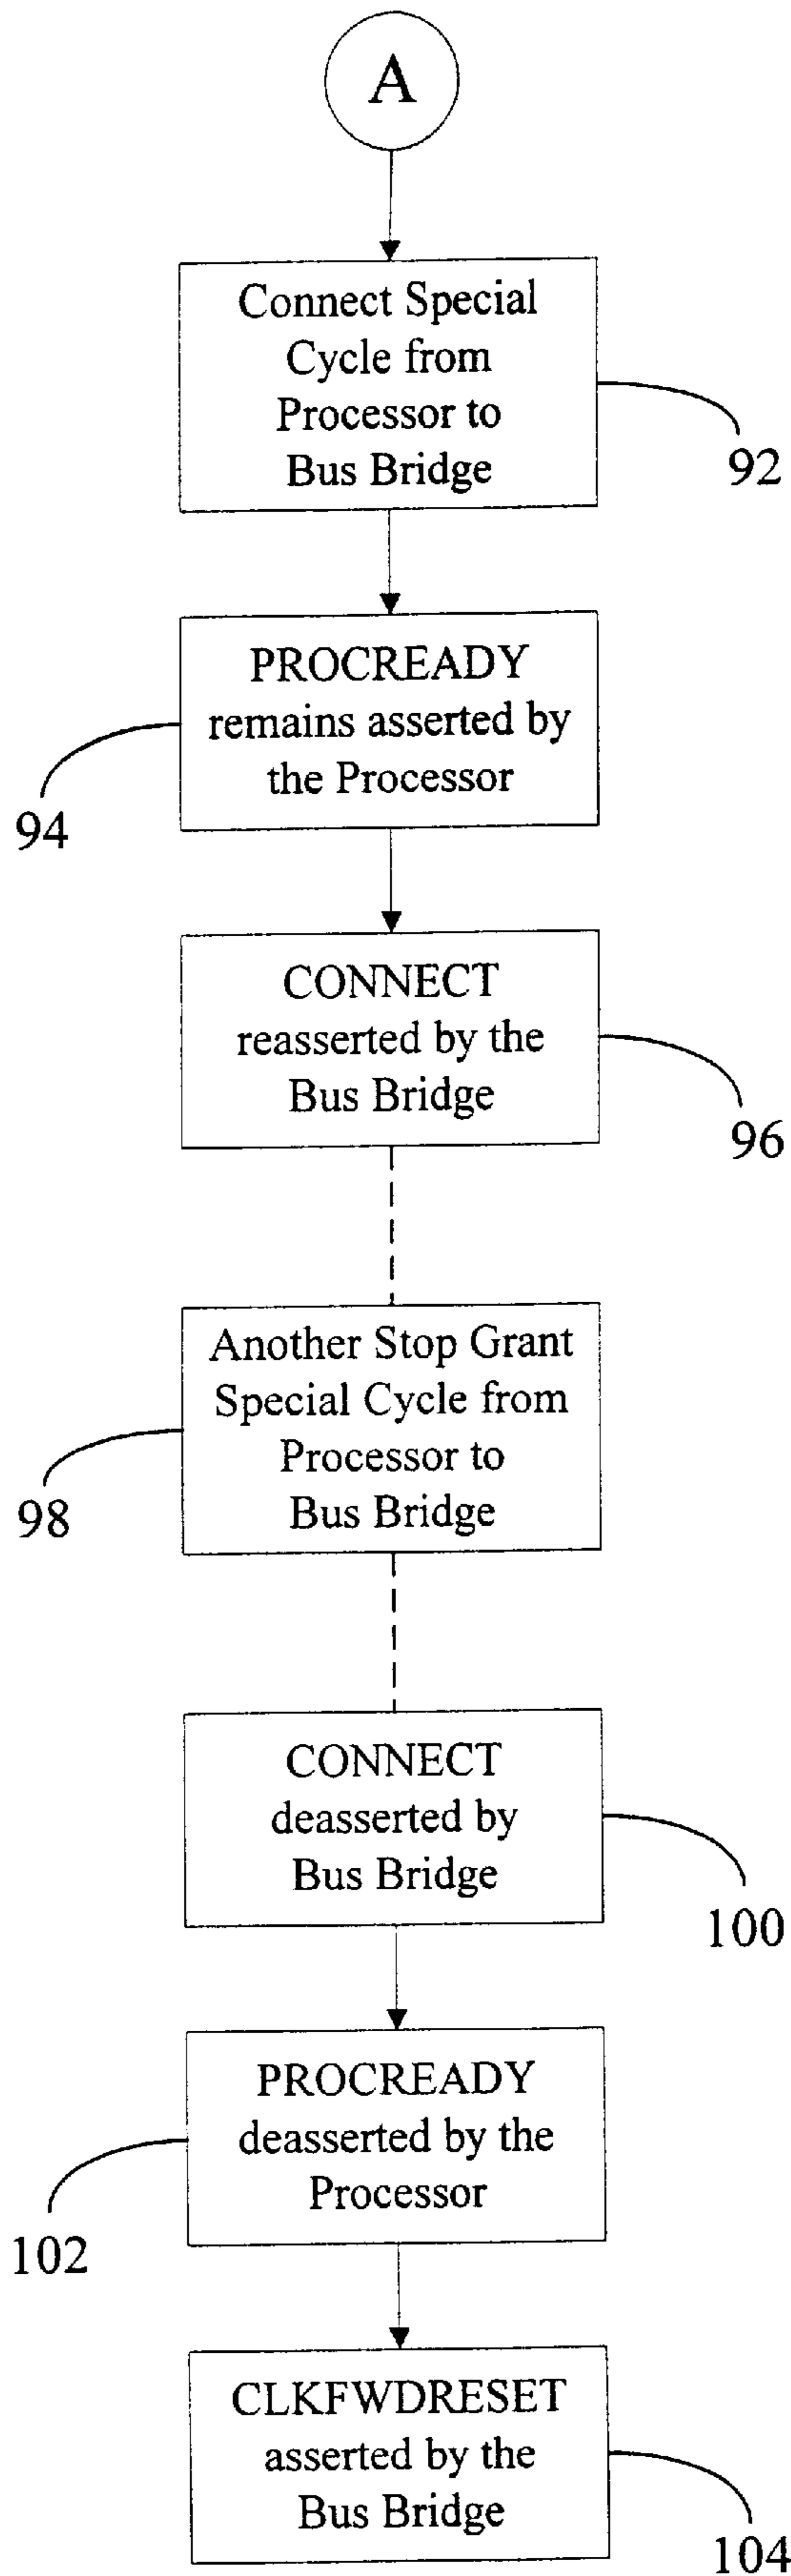 A
Connect Special
Cycle from
Processor to
Bus Bridge
92
PROCREADY
remains asserted by
the Processor
94
CONNECT
reasserted by the
Bus Bridge
96
Another Stop Grant
Special Cycle from
Processor to
Bus Bridge
98
CONNECT
deasserted by
Bus Bridge
100
PROCREADY
deasserted by the
Processor
102
CLKFWDRESET
asserted by the
Bus Bridge
104